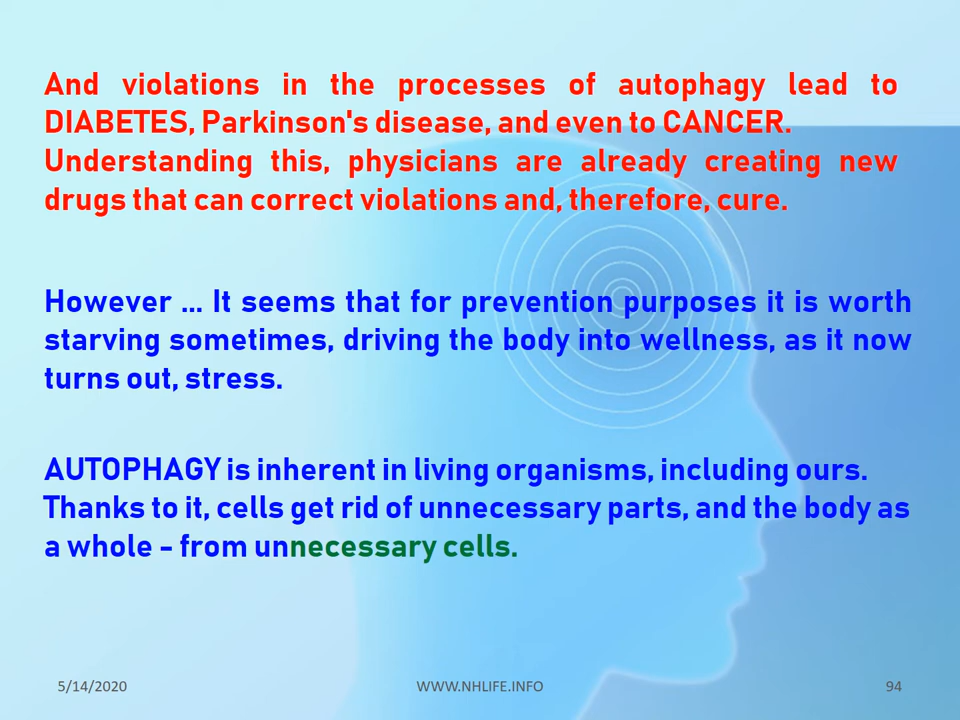 And violations in the processes of autophagy lead to
DIABETES, Parkinson's disease, and even to CANCER.
Understanding this, physicians are already creating new
drugs that can correct violations and, therefore, cure.
However ... It seems that for prevention purposes it is worth
starving sometimes, driving the body into wellness, as it now
turns out, stress.
AUTOPHAGY is inherent in living organisms, including ours.
Thanks to it, cells get rid of unnecessary parts, and the body as
a whole - from unnecessary cells.
5/14/2020 WWW.NHLIFE.INFO 94